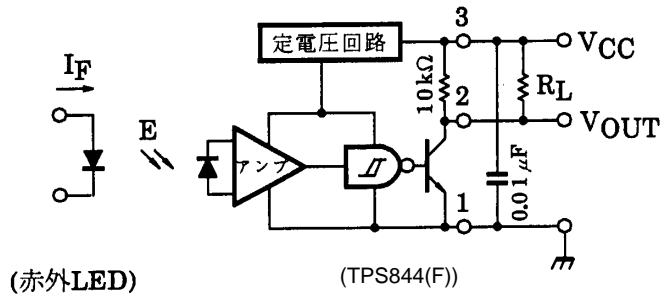 定電圧回路
3
VCC
IF
10kΩ
RL
2
VOUT
E
アンプ
1
0.01μF
(赤外LED)
(TPS844(F))